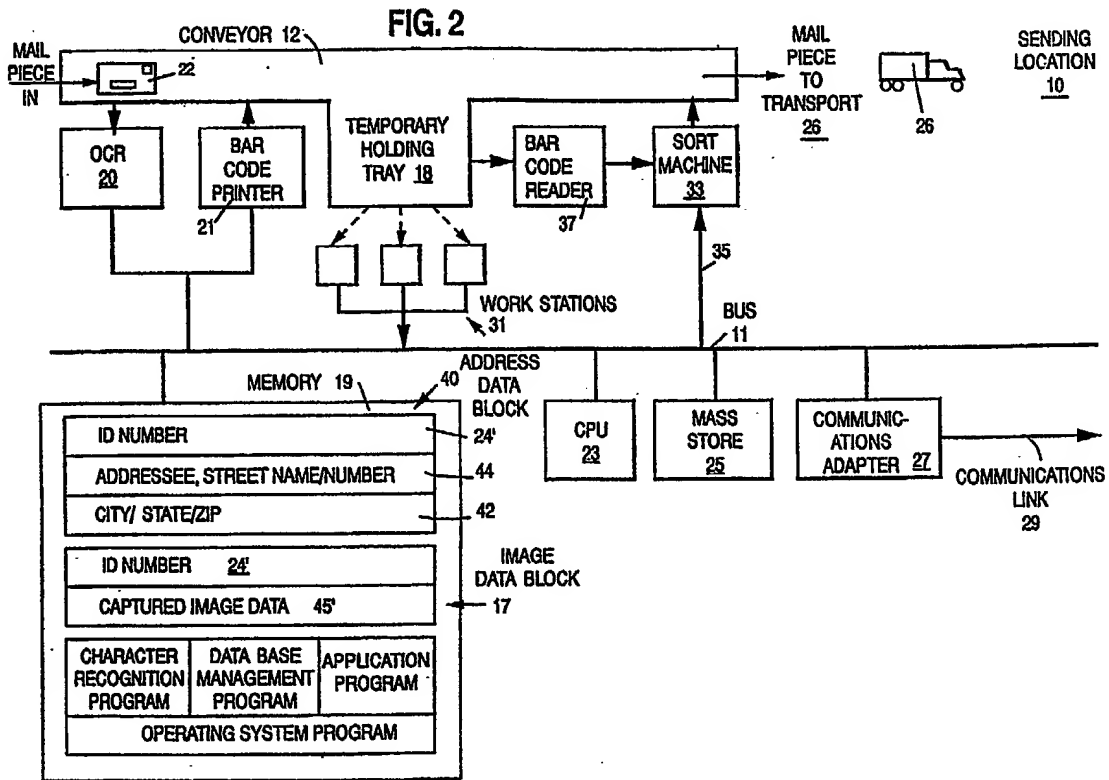 FIG. 2
CONVEYOR 12
MAIL
PIECE
IN
22
MAIL
PIECE
TO
TRANSPORT
26
26
SENDING
LOCATION
10
OCR
20
BAR
CODE
PRINTER
21
TEMPORARY
HOLDING
TRAY 18
BAR
CODE
READER
37
SORT
MACHINE
33
35
WORK STATIONS
31
BUS
11
MEMORY 19
40
ADDRESS
DATA
BLOCK
ID NUMBER
24'
ADDRESSEE, STREET NAME/NUMBER
44
CITY/ STATE/ZIP
42
ID NUMBER 24'
CAPTURED IMAGE DATA 45'
IMAGE
DATA BLOCK
17
CHARACTER
RECOGNITION
PROGRAM
DATA BASE
MANAGEMENT
PROGRAM
APPLICATION
PROGRAM
OPERATING SYSTEM PROGRAM
CPU
23
MASS
STORE
25
COMMUNIC-
ATIONS
ADAPTER 27
COMMUNICATIONS
LINK
29